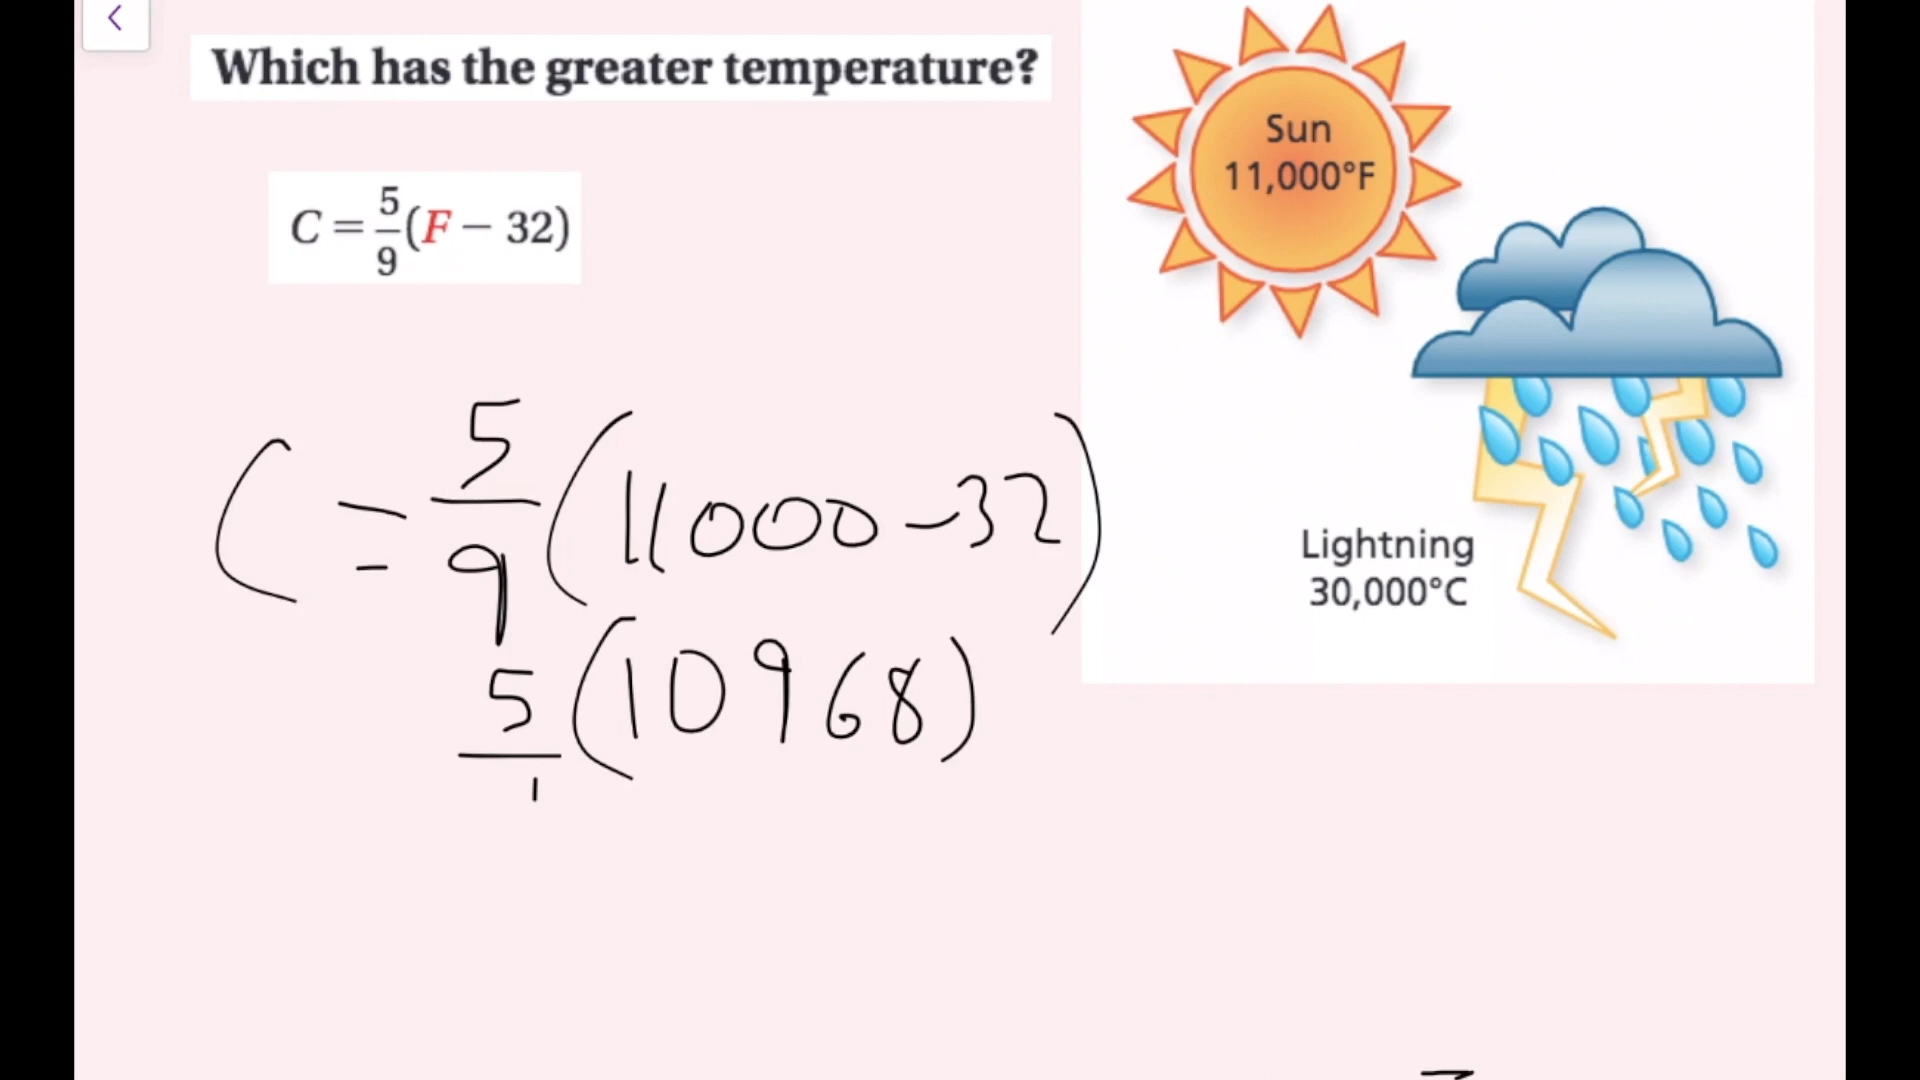 Which has the greater temperature?
C = 5/9 (F – 32)
Sun
11,000°F
Lightning
30,000°C
C = 5/9 (11000 - 32)
5/1 (10968)